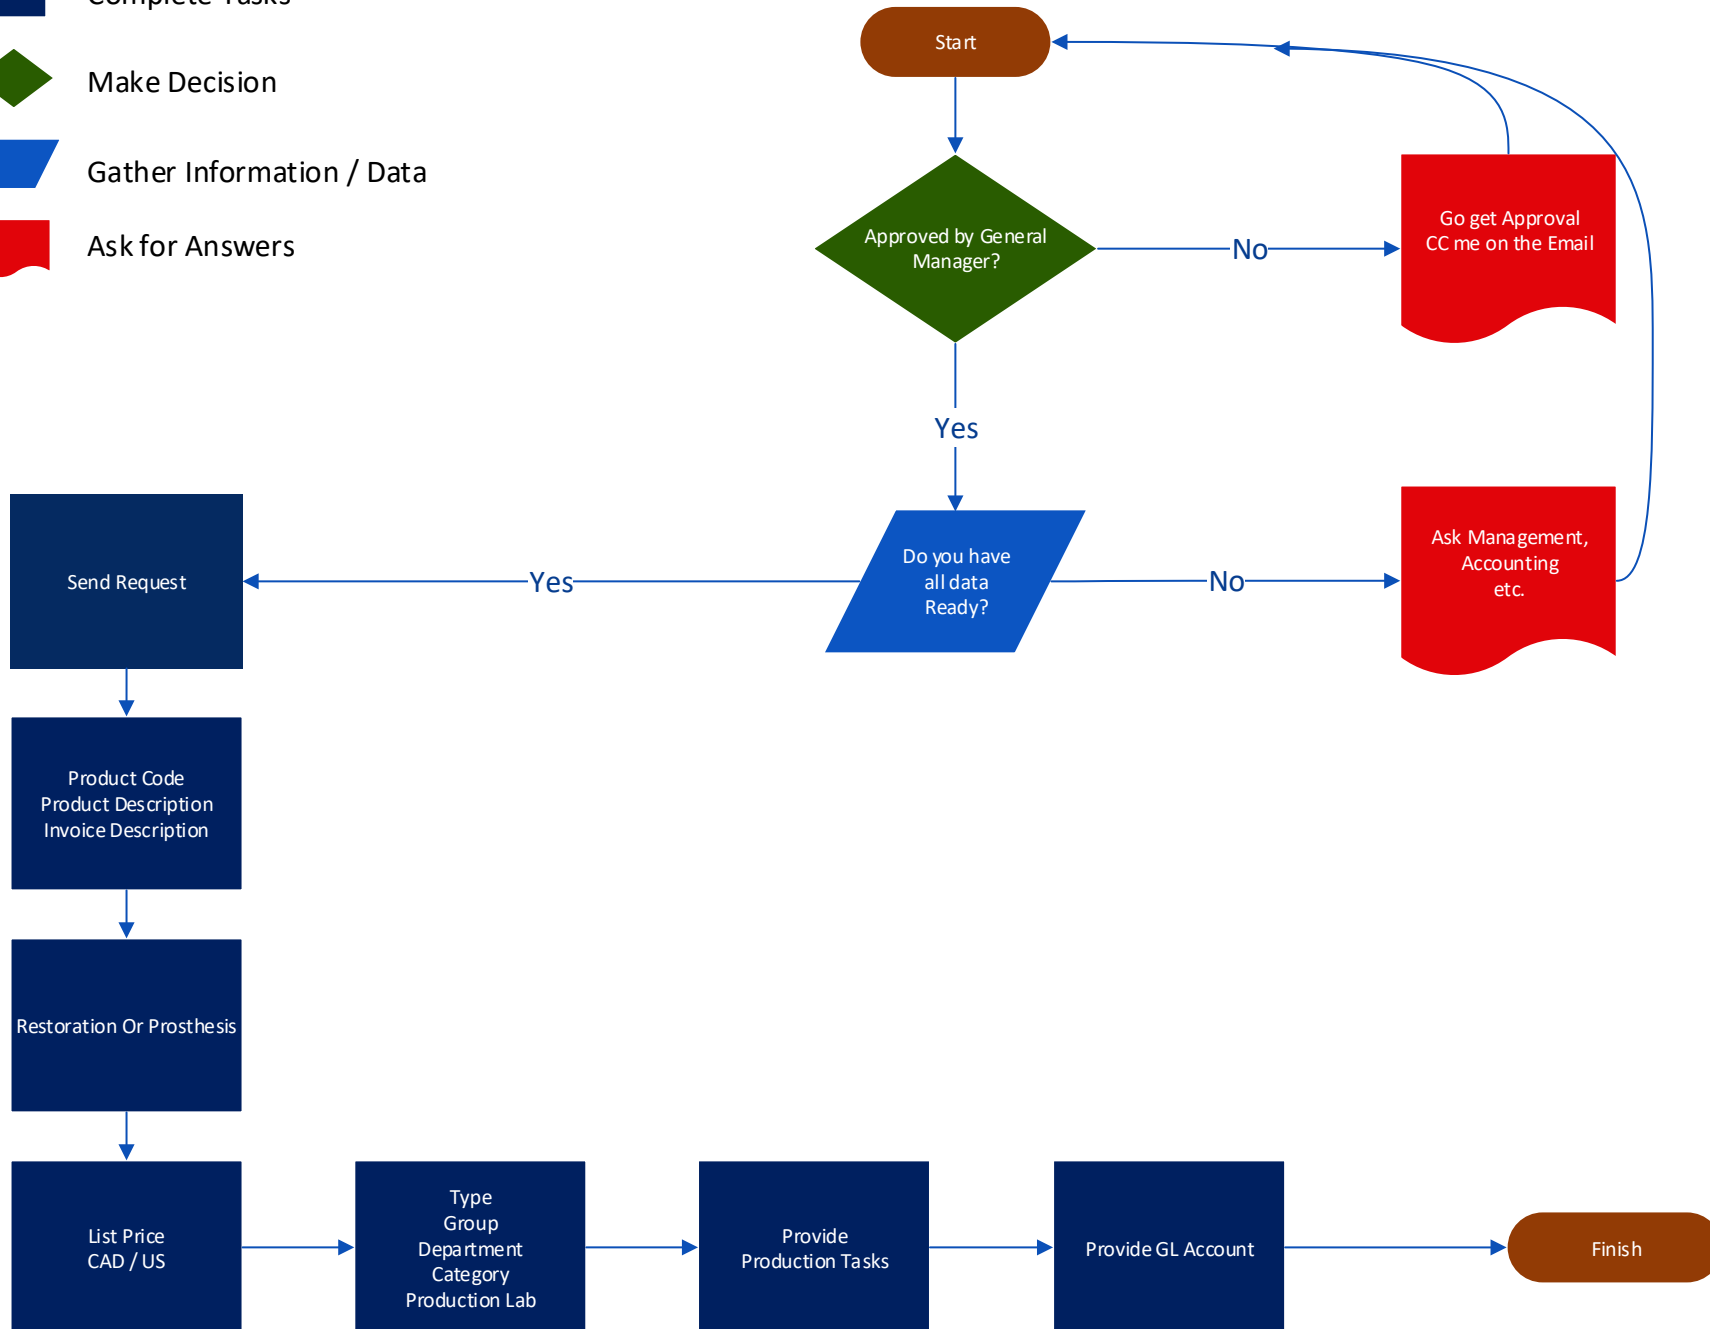 Complete Tasks
Make Decision
Gather Information / Data
Ask for Answers
Start
Approved by General
Manager?
No
Go get Approval
CC me on the Email
Yes
Do you have
all data
Ready?
No
Ask Management,
Accounting
etc.
Yes
Send Request
Product Code
Product Description
Invoice Description
Restoration Or Prosthesis
List Price
CAD / US
Type
Group
Department
Category
Production Lab
Provide
Production Tasks
Provide GL Account
Finish